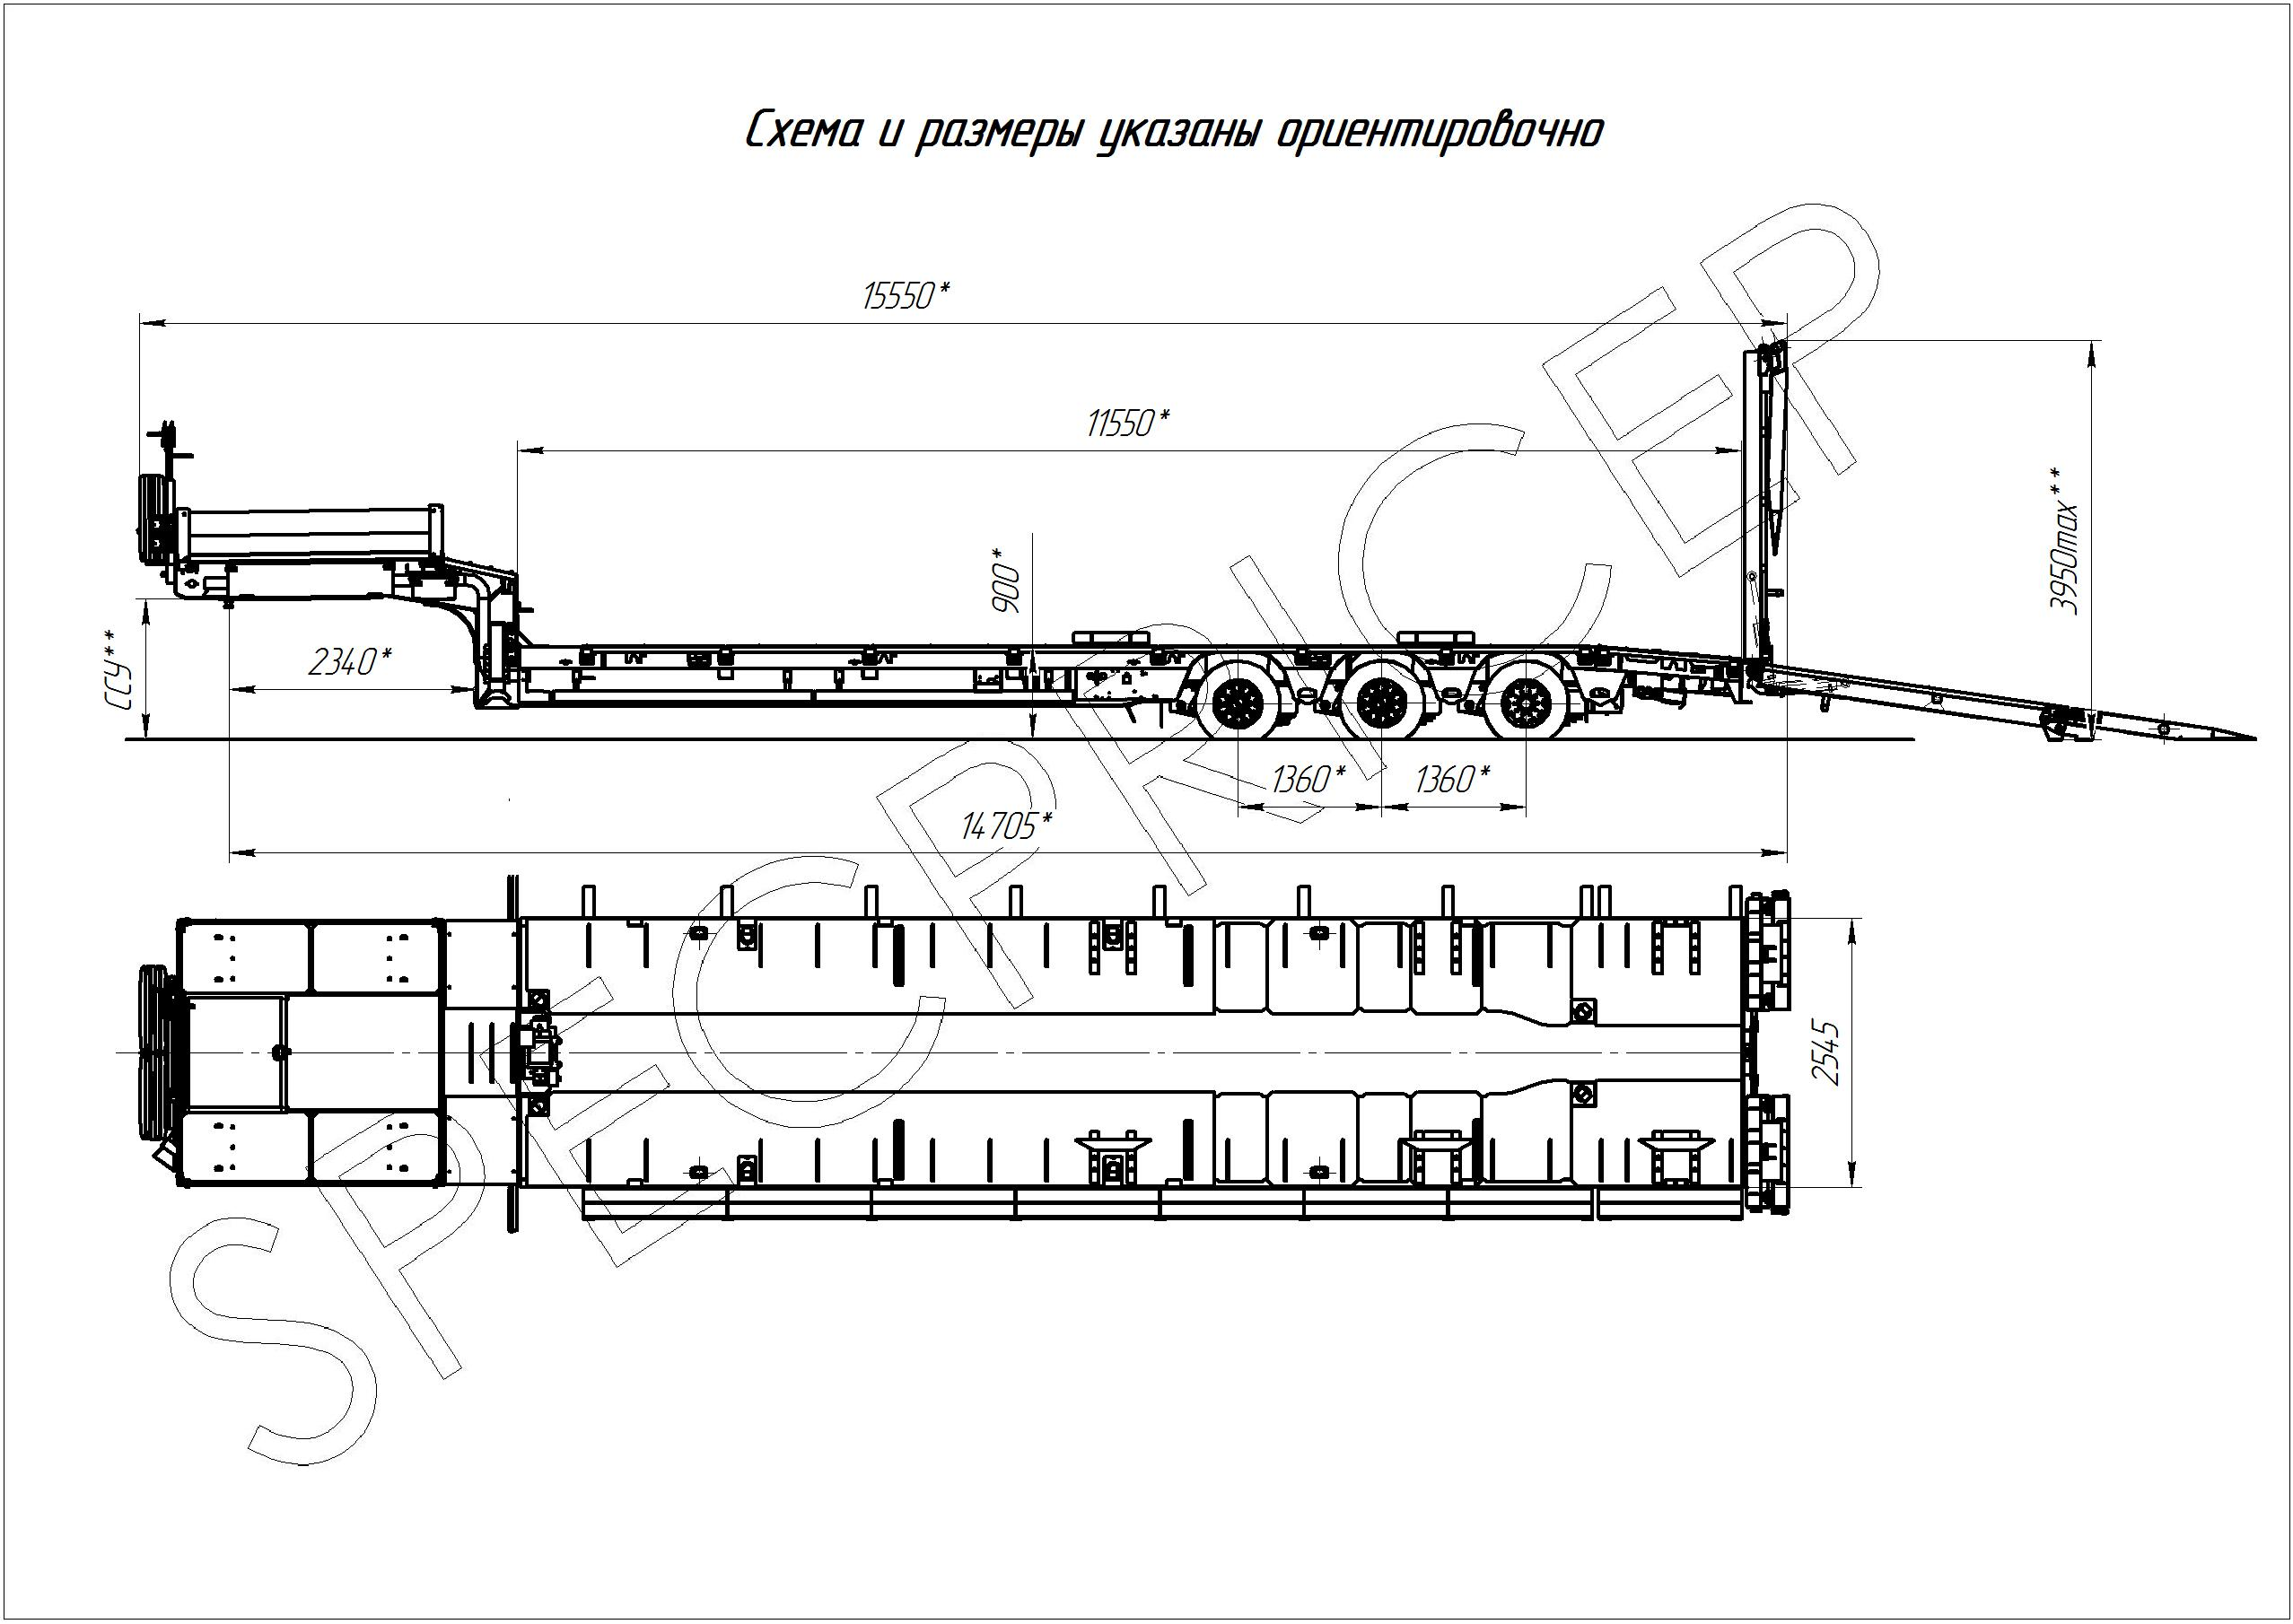 Схема и размеры указаны ориентировочно
15550*
11550*
3950max**
900*
ССУ**
2340*
1360*
1360*
14705*
2545
SPECPRICEP